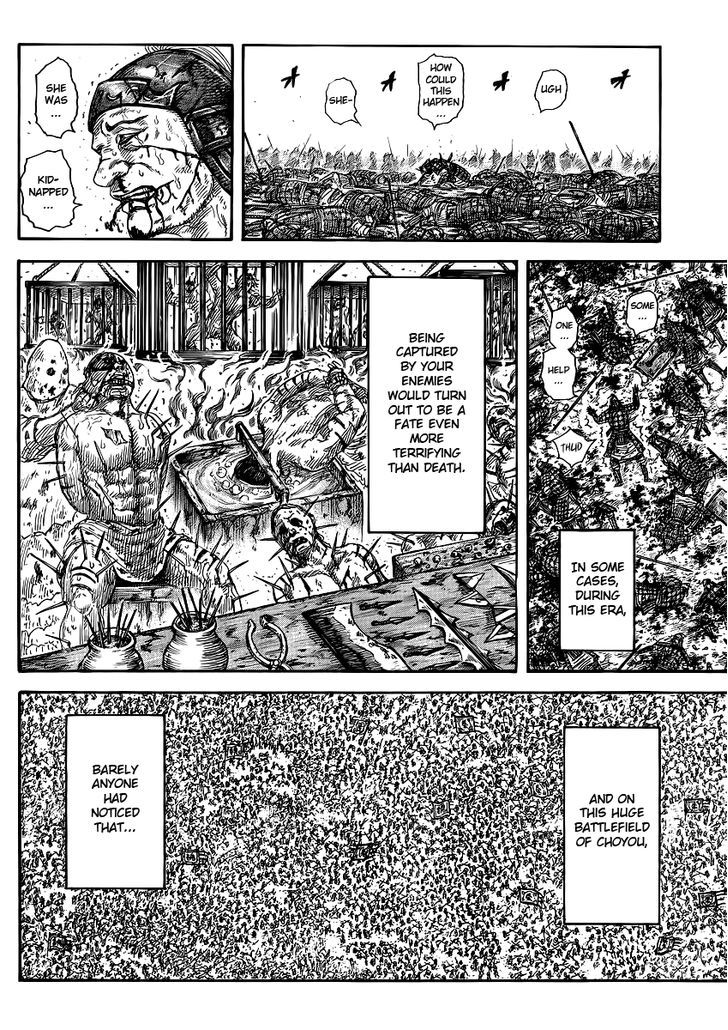 UGH
HOW
COULD
THIS
HAPPEN
...
SHE-
SHE
WAS
...
KID-
NAPPED
...
SOME
...
ONE
...
HELP
...
THUD
IN SOME
CASES,
DURING
THIS ERA,
BEING
CAPTURED
BY YOUR
ENEMIES
WOULD TURN
OUT TO BE A
FATE EVEN
MORE
TERRIFYING
THAN DEATH.
AND ON
THIS HUGE
BATTLEFIELD
OF CHOYOU,
BARELY
ANYONE
HAD
NOTICED
THAT...